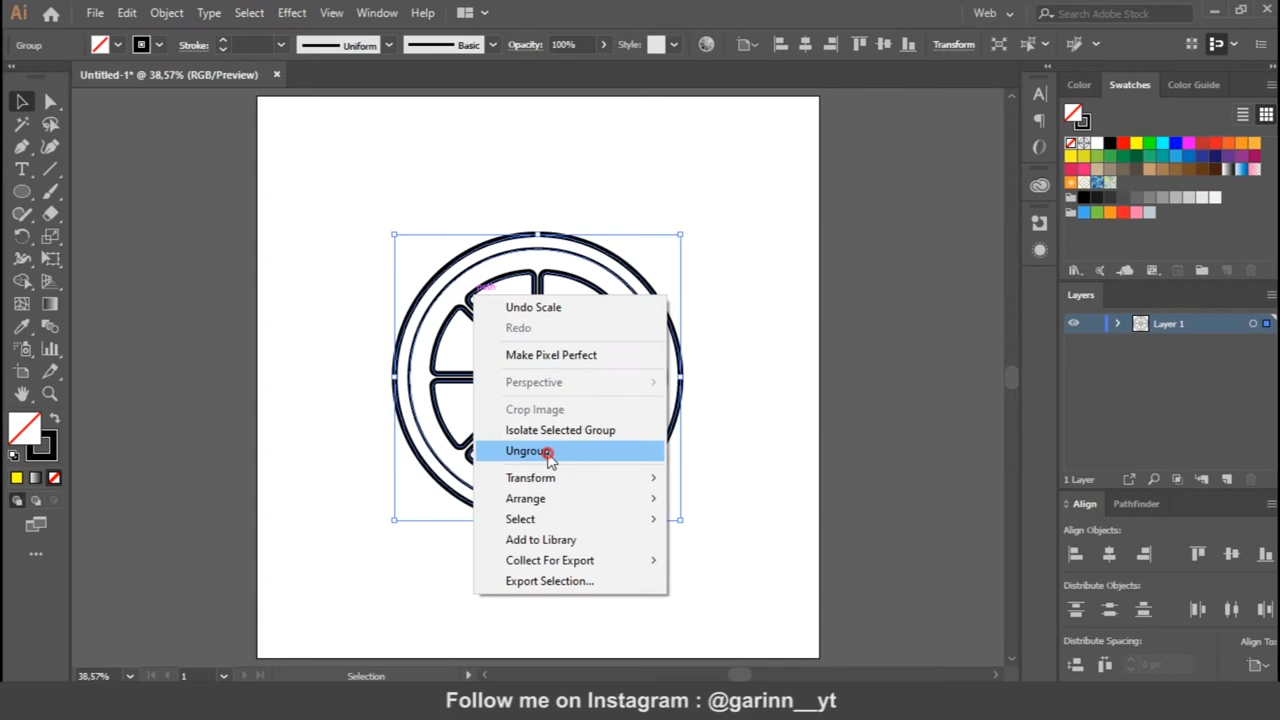 Ai File Edit Object Type Select Effect View Window Help Web Search Adobe Stock
Group Stroke: Uniform Basic Opacity: 100% Style: Transform
Untitled-1* @ 38,57% (RGB/Preview)
Color Swatches Color Guide
path
Undo Scale
Redo
Make Pixel Perfect
Perspective
Crop Image
Isolate Selected Group
Ungroup
Transform
Arrange
Select
Add to Library
Collect For Export
Export Selection...
Layers
Layer 1
1 Layer
Align Pathfinder
Align Objects:
Distribute Objects:
Distribute Spacing: Align To:
0 px
38,57% 1 Selection
Follow me on Instagram : @garinn__yt